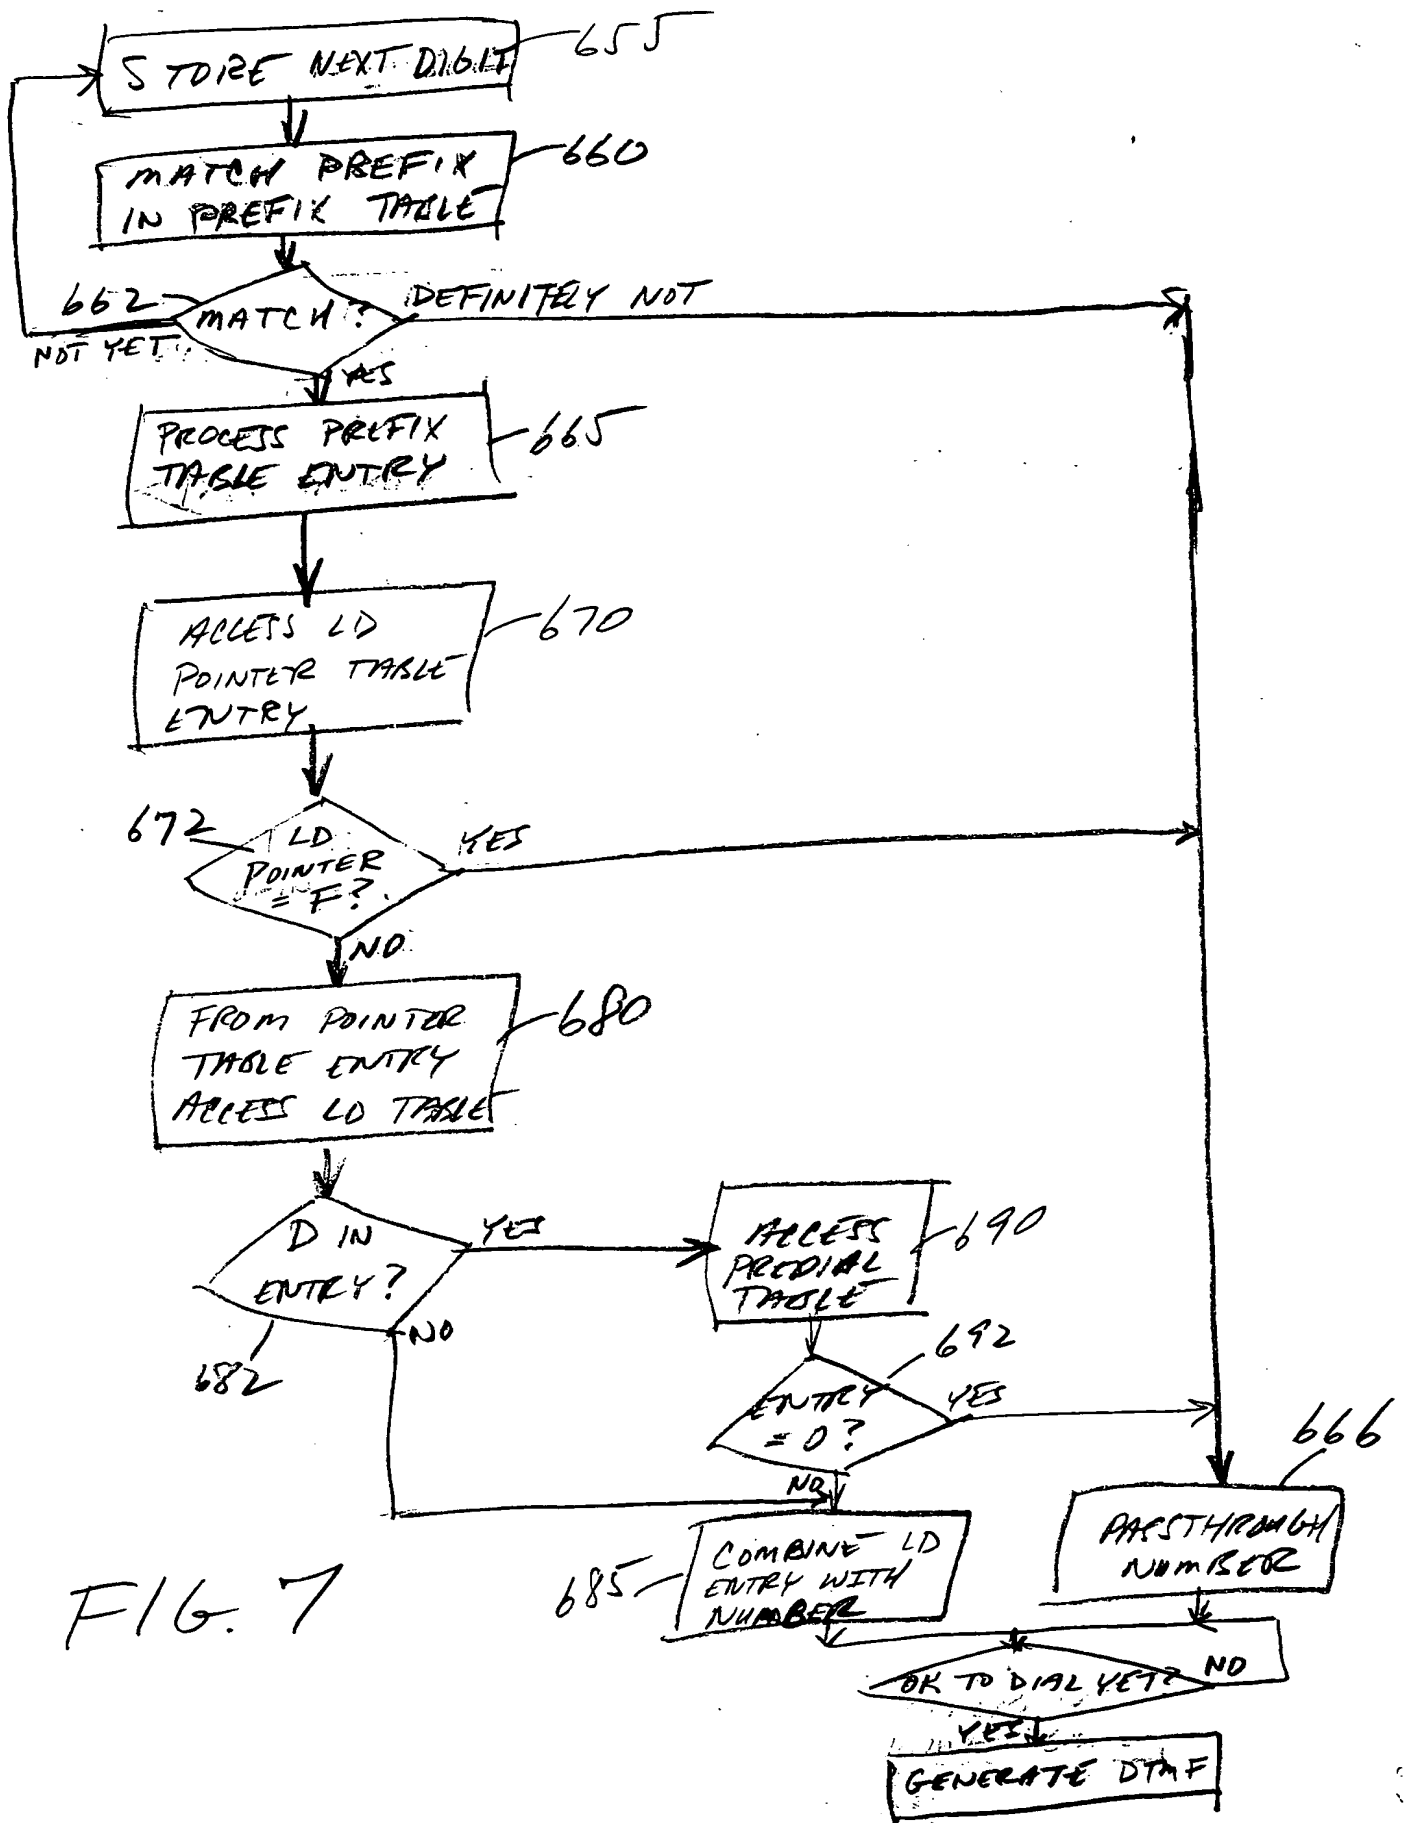 STORE NEXT DIGIT
655
MATCH PREFIX
IN PREFIX TABLE
660
662
MATCH?
DEFINITELY NOT
NOT YET
YES
PROCESS PREFIX
TABLE ENTRY
665
ACCESS LD
POINTER TABLE
ENTRY
670
672
LD
POINTER
= F?
YES
NO
FROM POINTER
TABLE ENTRY
ACCESS LD TABLE
680
D IN
ENTRY?
YES
NO
682
ACCESS
PREDIAL
TABLE
690
692
ENTRY
= 0?
YES
NO
666
PASSTHROUGH
NUMBER
COMBINE LD
ENTRY WITH
NUMBER
685
OK TO DIAL YET?
NO
YES
GENERATE DTMF
FIG. 7